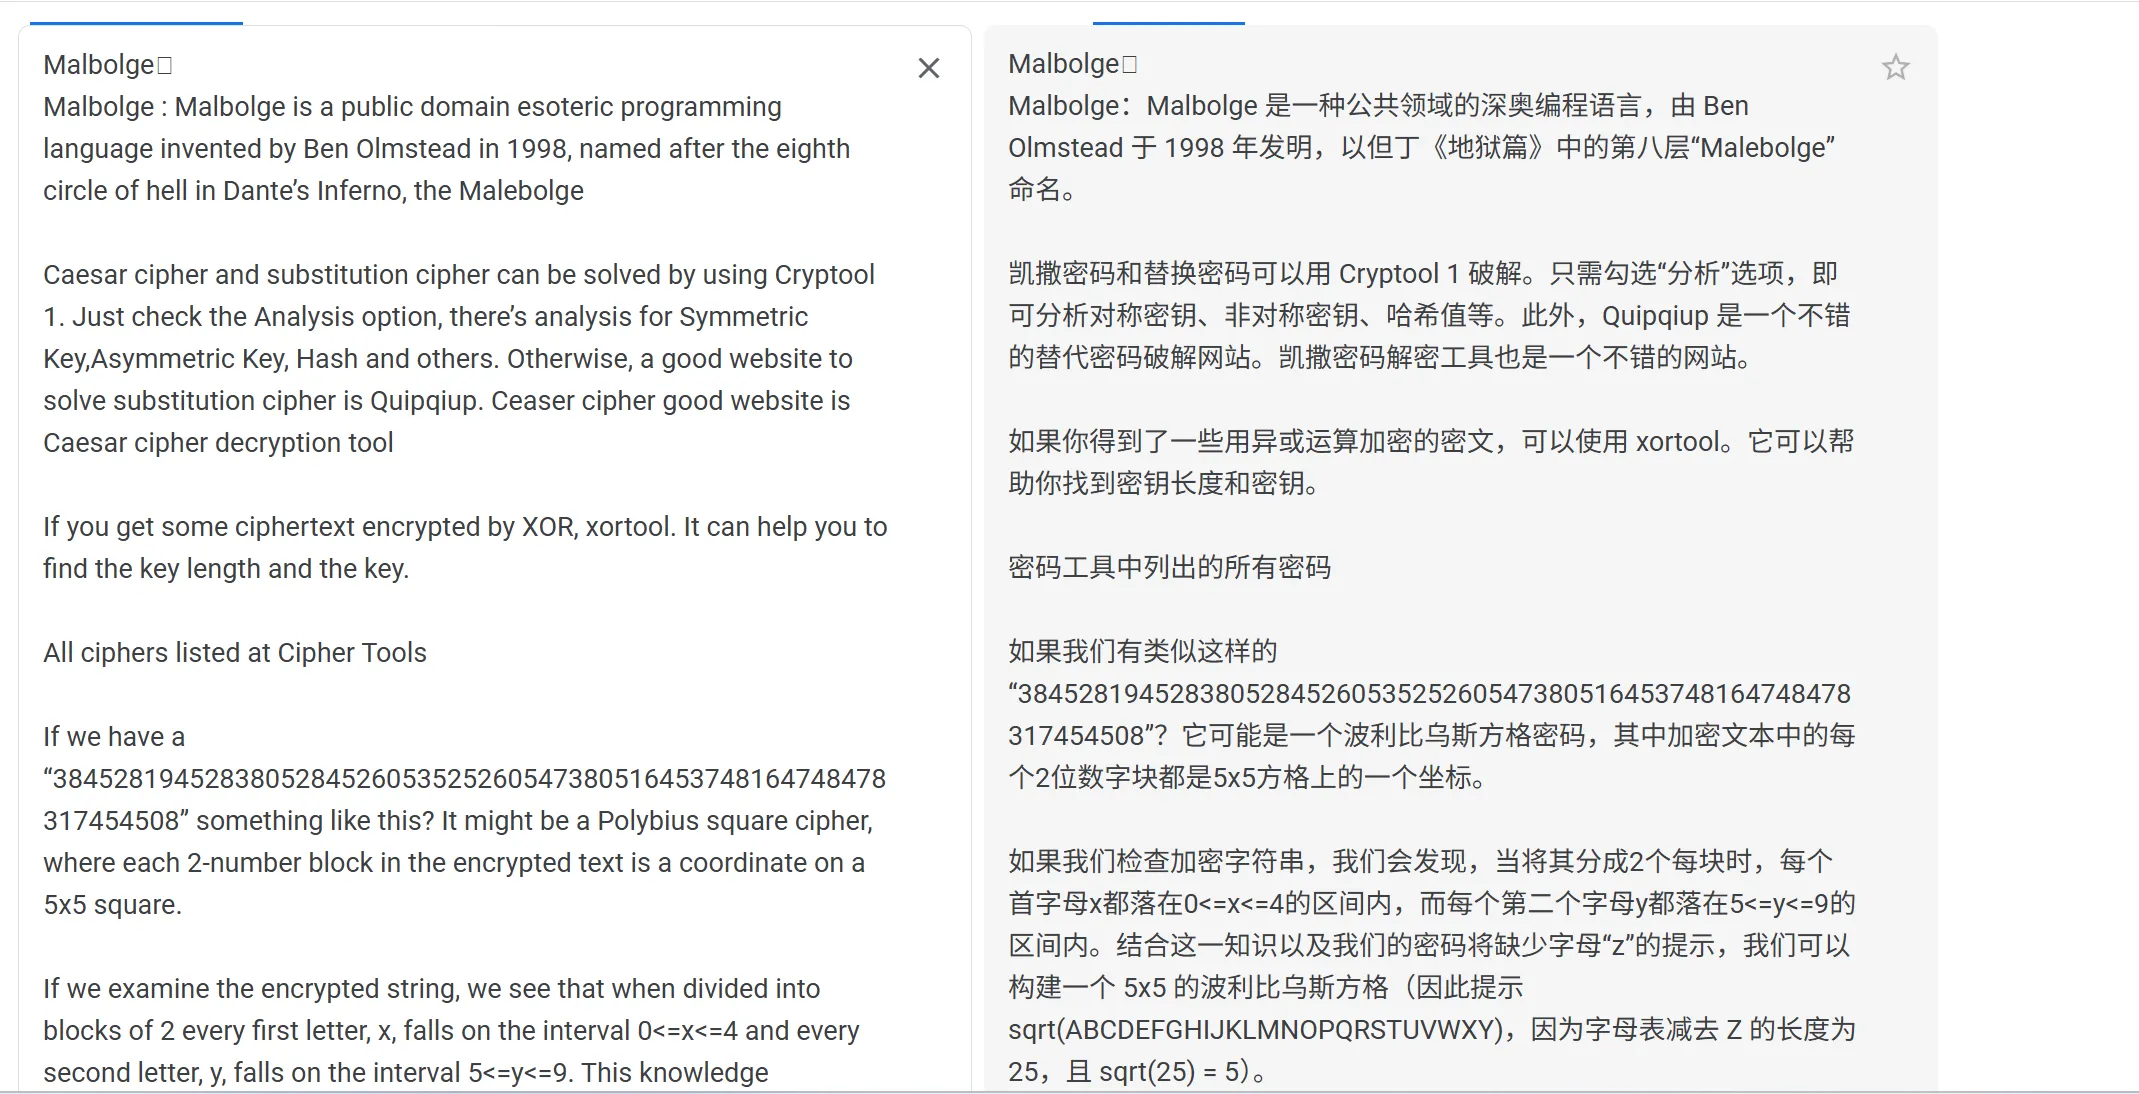 Malbolge
Malbolge : Malbolge is a public domain esoteric programming
language invented by Ben Olmstead in 1998, named after the eighth
circle of hell in Dante’s Inferno, the Malebolge
Caesar cipher and substitution cipher can be solved by using Cryptool
1. Just check the Analysis option, there’s analysis for Symmetric
Key,Asymmetric Key, Hash and others. Otherwise, a good website to
solve substitution cipher is Quipqiup. Ceaser cipher good website is
Caesar cipher decryption tool
If you get some ciphertext encrypted by XOR, xortool. It can help you to
find the key length and the key.
All ciphers listed at Cipher Tools
If we have a
“3845281945283805284526053525260547380516453748164748478
317454508” something like this? It might be a Polybius square cipher,
where each 2-number block in the encrypted text is a coordinate on a
5x5 square.
If we examine the encrypted string, we see that when divided into
blocks of 2 every first letter, x, falls on the interval 0<=x<=4 and every
second letter, y, falls on the interval 5<=y<=9. This knowledge
Malbolge
Malbolge：Malbolge 是一种公共领域的深奥编程语言，由 Ben
Olmstead 于 1998 年发明，以但丁《地狱篇》中的第八层“Malebolge”
命名。
凯撒密码和替换密码可以用 Cryptool 1 破解。只需勾选“分析”选项，即
可分析对称密钥、非对称密钥、哈希值等。此外，Quipqiup 是一个不错
的替代密码破解网站。凯撒密码解密工具也是一个不错的网站。
如果你得到了一些用异或运算加密的密文，可以使用 xortool。它可以帮
助你找到密钥长度和密钥。
密码工具中列出的所有密码
如果我们有类似这样的
“3845281945283805284526053525260547380516453748164748478
317454508”？它可能是一个波利比乌斯方格密码，其中加密文本中的每
个2位数字块都是5x5方格上的一个坐标。
如果我们检查加密字符串，我们会发现，当将其分成2个每块时，每个
首字母x都落在0<=x<=4的区间内，而每个第二个字母y都落在5<=y<=9的
区间内。结合这一知识以及我们的密码将缺少字母“z”的提示，我们可以
构建一个 5x5 的波利比乌斯方格（因此提示
sqrt(ABCDEFGHIJKLMNOPQRSTUVWXY)，因为字母表减去 Z 的长度为
25，且 sqrt(25) = 5）。